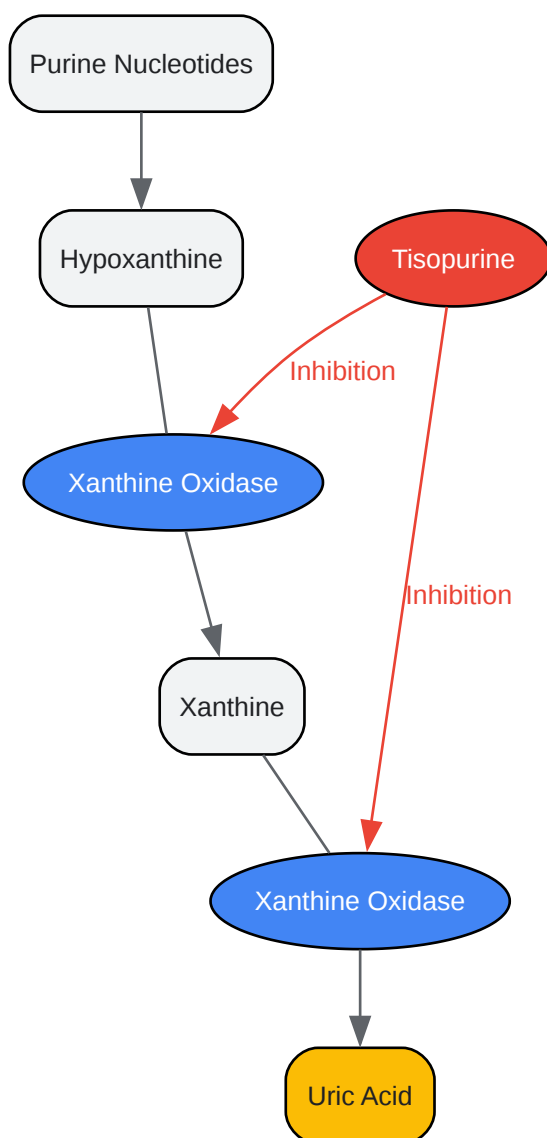 Purine Nucleotides
Hypoxanthine
Tisopurine
Inhibition
Xanthine Oxidase
Inhibition
Xanthine
Xanthine Oxidase
Uric Acid